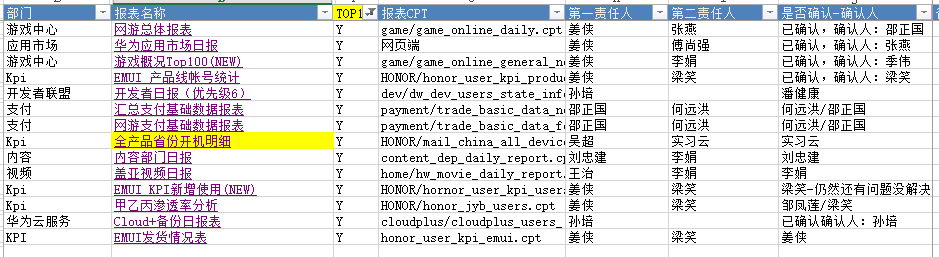 部门 报表名称 TOP1 报表CPT 第一责任人 第二责任人 是否确认-确认人
游戏中心 网游总体报表 Y game/game_online_daily.cpt 姜侠 张燕 已确认，确认人：邵正国
应用市场 华为应用市场日报 Y 网页端 姜侠 傅尚强 已确认，确认人：张燕
游戏中心 游戏概况Top100(NEW) Y game/game_online_general_ne 姜侠 李娟 已确认，确认人：季伟
Kpi EMUI 产品线帐号统计 Y HONOR/honor_user_kpi_produ 姜侠 梁笑 已确认，确认人：梁笑
开发者联盟 开发者日报（优先级6） Y dev/dw_dev_users_state_info 孙培 潘健康
支付 汇总支付基础数据报表 Y payment/trade_basic_data_ne 邵正国 何远洪 何远洪/邵正国
支付 网游支付基础数据报表 Y payment/trade_basic_data_fo 邵正国 何远洪 何远洪/邵正国
Kpi 全产品省份开机明细 Y HONOR/mail_china_all_device 吴超 实习云 实习云
内容 内容部门日报 Y content_dep_daily_report.cp 刘忠建 李娟 刘忠建
视频 盖亚视频日报 Y home/hw_movie_daily_report. 王治 李娟 李娟
Kpi EMUI KPI新增使用(NEW) Y HONOR/hornor_user_kpi_users 姜侠 梁笑 梁笑-仍然还有问题没解决
Kpi 甲乙丙渗透率分析 Y HONOR/honor_jyb_users.cpt 姜侠 梁笑 邹凤莲/梁笑
华为云服务 Cloud+备份日报表 Y cloudplus/cloudplus_users_ 孙培 已确认确认人：孙培
KPI EMUI发货情况表 Y honor_user_kpi_emui.cpt 姜侠 梁笑 姜侠